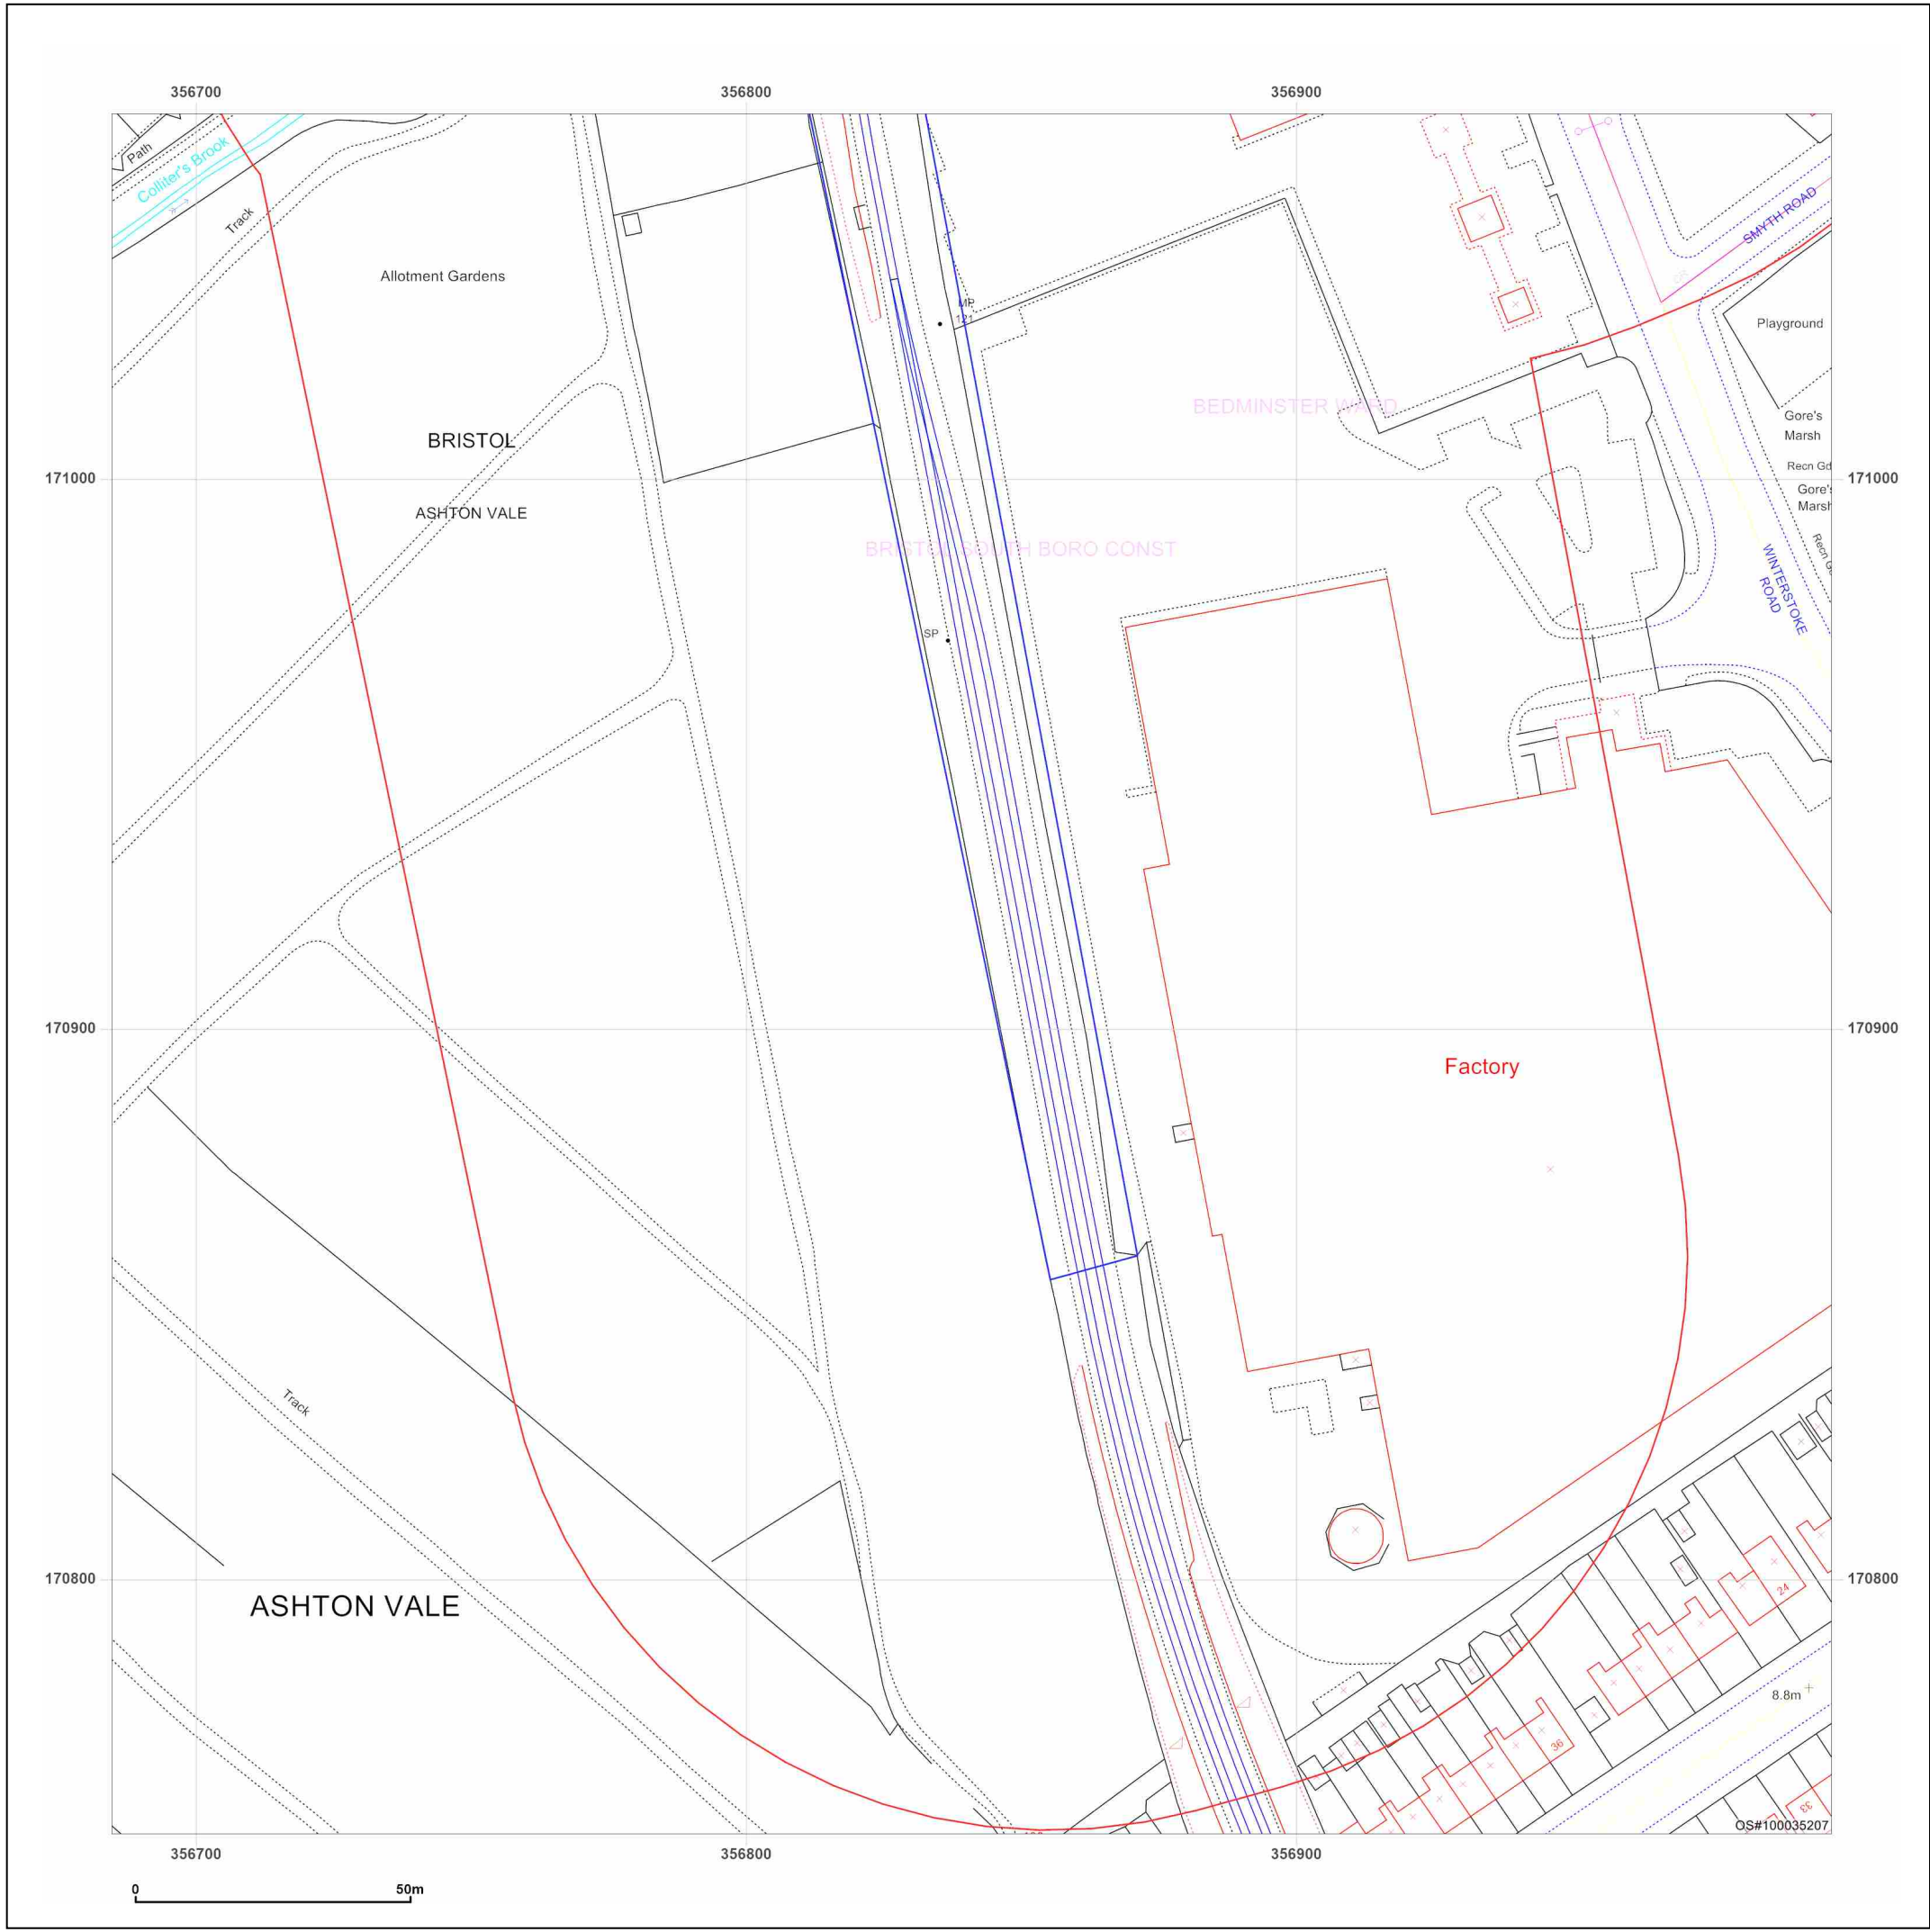 356700
356800
356900
Path
Colliter's Brook
Track
Allotment Gardens
SMYTH ROAD
MP
121
Playground
BEDMINSTER WARD
Gore's
Marsh
BRISTOL
Recn Gd
171000
171000
Gore's
Marsh
ASHTON VALE
BRISTOL SOUTH BORO CONST
Recn Gd
WINTERSTOKE
ROAD
SP
170900
170900
Factory
Track
170800
170800
24
ASHTON VALE
8.8m
36
33
OS#100035207
356700
356800
356900
0
50m